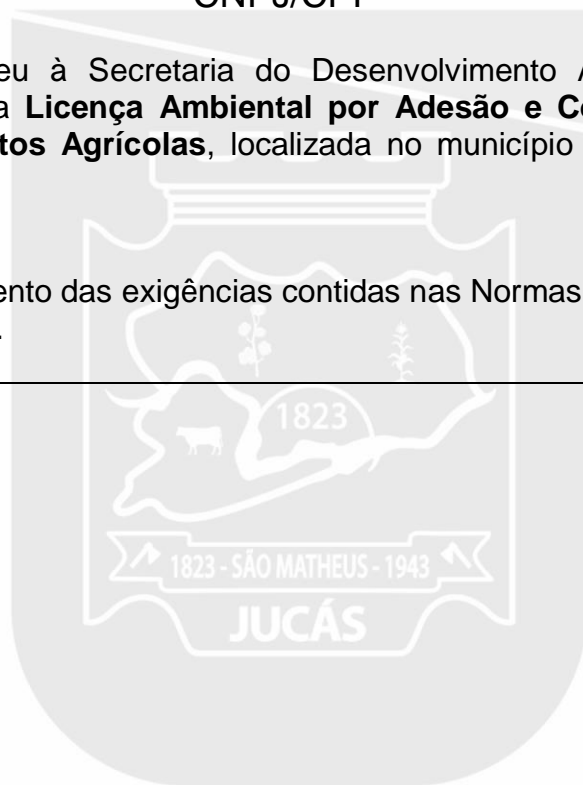 CNPJ/CPF
eu à Secretaria do Desenvolvimento A
a Licença Ambiental por Adesão e Co
tos Agrícolas, localizada no município
ento das exigências contidas nas Normas
.
1823
1823 - SÃO MATHEUS - 1943
JUCÁS